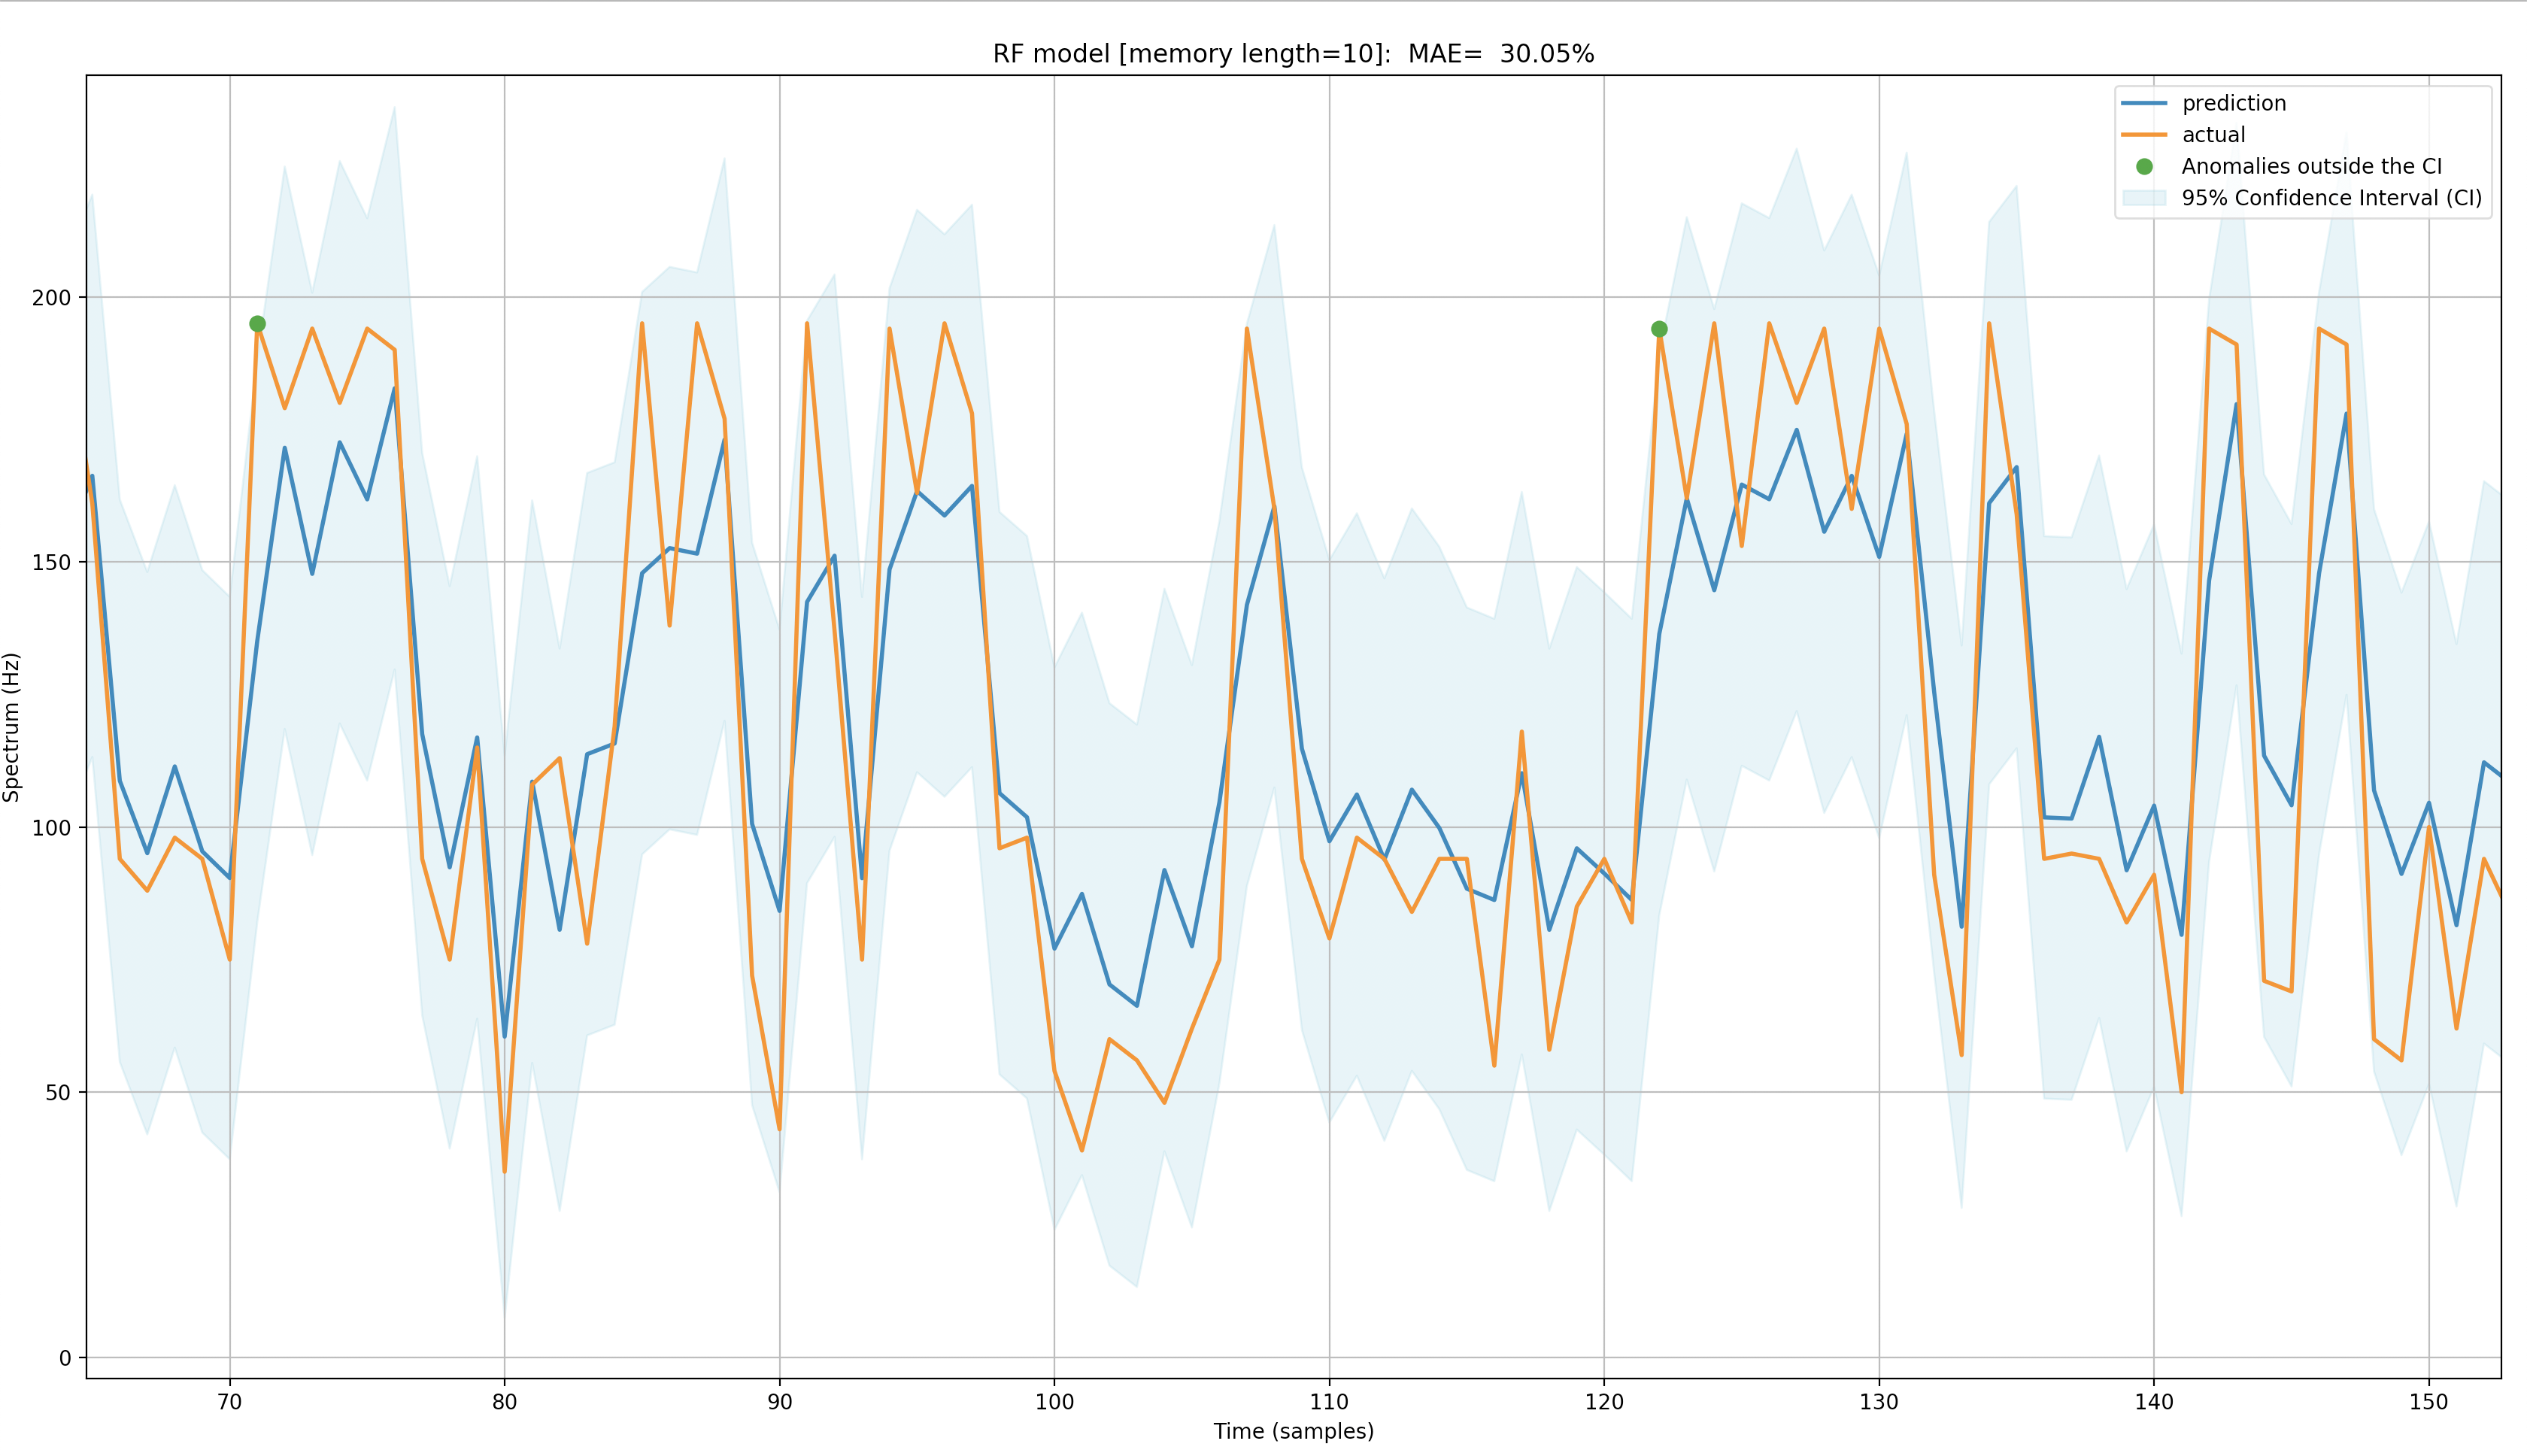 RF model [memory length=10]:  MAE=  30.05%
prediction
actual
Anomalies outside the CI
95% Confidence Interval (CI)
Spectrum (Hz)
200
150
100
50
0
70 80 90 100 110 120 130 140 150
Time (samples)